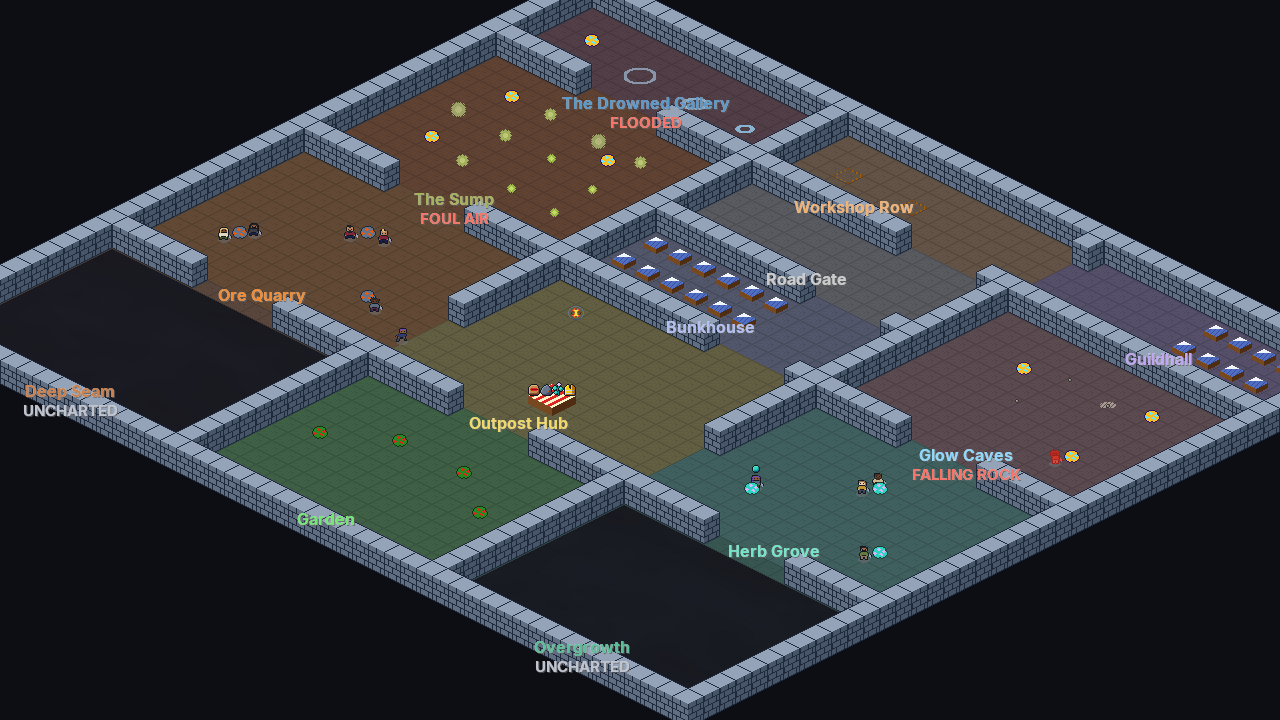 The Drowned Gallery
FLOODED
The Sump
FOUL AIR
Workshop Row
Road Gate
Ore Quarry
Bunkhouse
Guildhall
Deep Seam
UNCHARTED
Outpost Hub
Glow Caves
FALLING ROCK
Garden
Herb Grove
Overgrowth
UNCHARTED